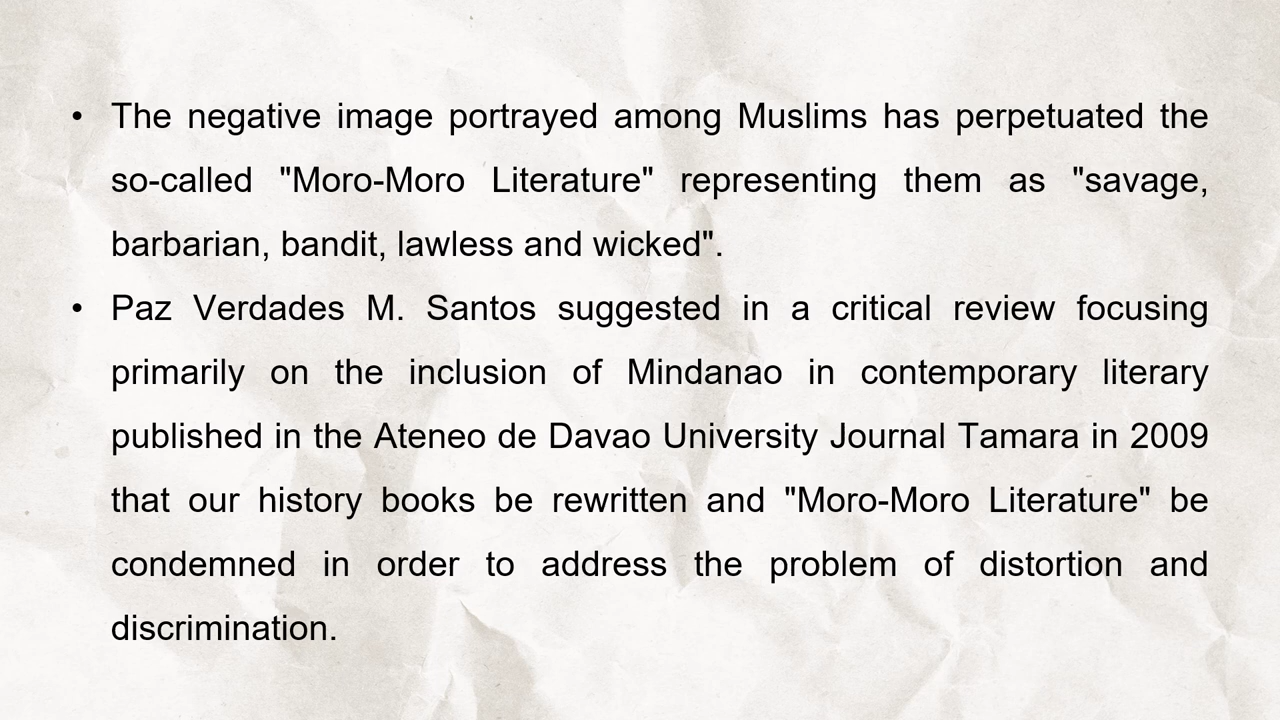 • The negative image portrayed among Muslims has perpetuated the
so-called "Moro-Moro Literature" representing them as "savage,
barbarian, bandit, lawless and wicked".
• Paz Verdades M. Santos suggested in a critical review focusing
primarily on the inclusion of Mindanao in contemporary literary
published in the Ateneo de Davao University Journal Tamara in 2009
that our history books be rewritten and "Moro-Moro Literature" be
condemned in order to address the problem of distortion and
discrimination.